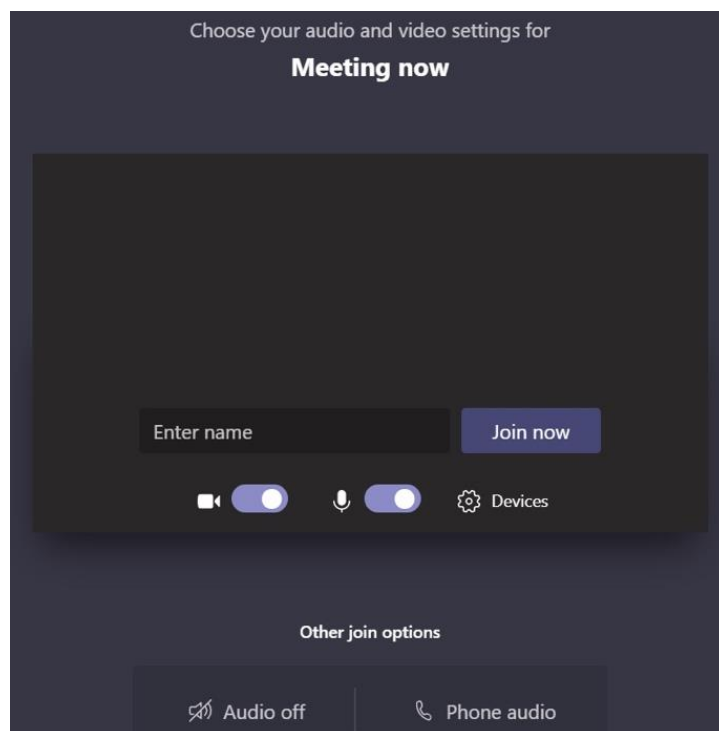 Choose your audio and video settings for
Meeting now
Enter name
Join now
Devices
Other join options
Audio off
Phone audio